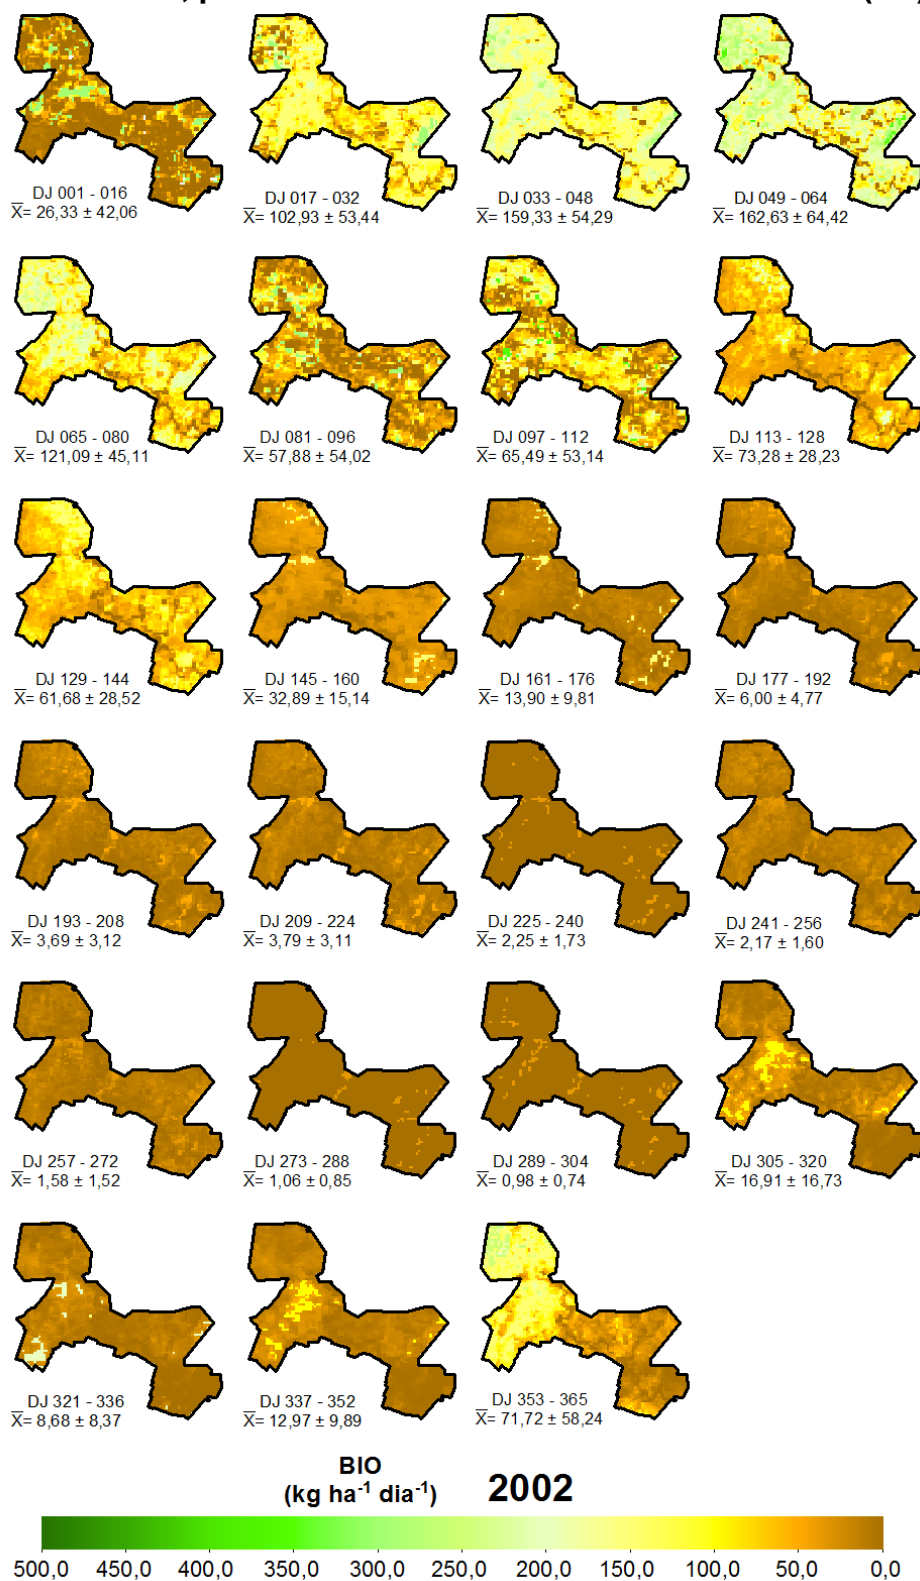 DJ 001 - 016
X= 26,33 ± 42,06
DJ 017 - 032
X= 102,93 ± 53,44
DJ 033 - 048
X= 159,33 ± 54,29
DJ 049 - 064
X= 162,63 ± 64,42
DJ 065 - 080
X= 121,09 ± 45,11
DJ 081 - 096
X= 57,88 ± 54,02
DJ 097 - 112
X= 65,49 ± 53,14
DJ 113 - 128
X= 73,28 ± 28,23
DJ 129 - 144
X= 61,68 ± 28,52
DJ 145 - 160
X= 32,89 ± 15,14
DJ 161 - 176
X= 13,90 ± 9,81
DJ 177 - 192
X= 6,00 ± 4,77
DJ 193 - 208
X= 3,69 ± 3,12
DJ 209 - 224
X= 3,79 ± 3,11
DJ 225 - 240
X= 2,25 ± 1,73
DJ 241 - 256
X= 2,17 ± 1,60
DJ 257 - 272
X= 1,58 ± 1,52
DJ 273 - 288
X= 1,06 ± 0,85
DJ 289 - 304
X= 0,98 ± 0,74
DJ 305 - 320
X= 16,91 ± 16,73
DJ 321 - 336
X= 8,68 ± 8,37
DJ 337 - 352
X= 12,97 ± 9,89
DJ 353 - 365
X= 71,72 ± 58,24
BIO
(kg ha⁻¹ dia⁻¹) 2002
500,0 450,0 400,0 350,0 300,0 250,0 200,0 150,0 100,0 50,0 0,0